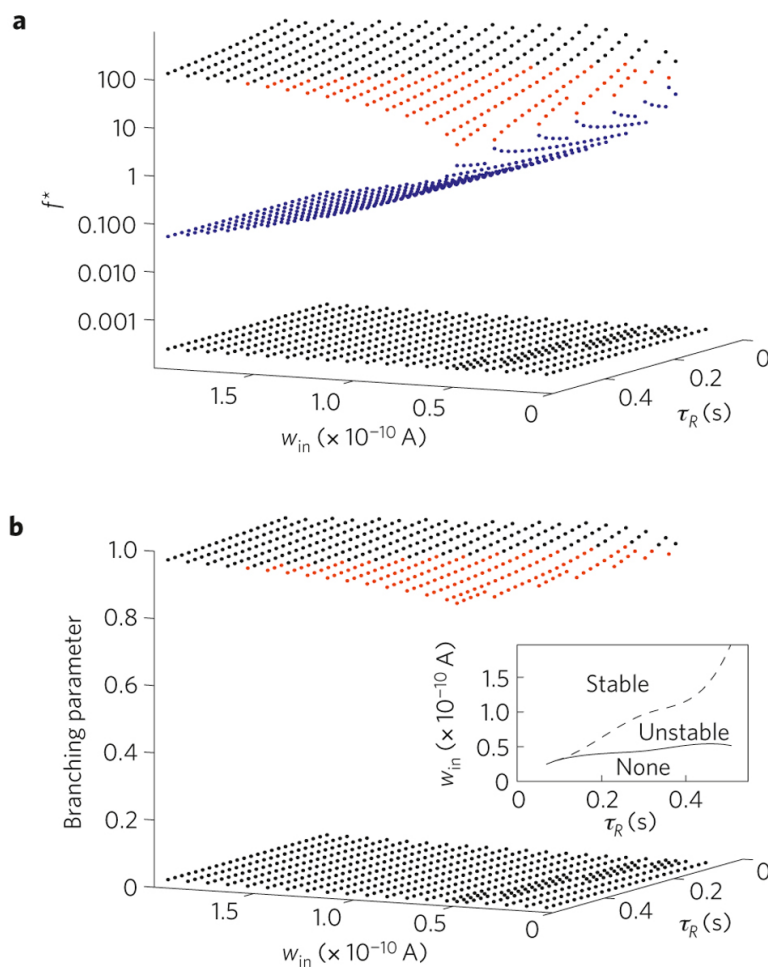 a
100
10
1
0.100
0.010
0.001
f*
1.5
1.0
0.5
0
w_in (× 10⁻¹⁰ A)
0.4
0.2
0
τ_R (s)
b
1.0
0.8
0.6
0.4
0.2
0
Branching parameter
w_in (× 10⁻¹⁰ A)
1.5
1.0
0.5
0
Stable
Unstable
None
0
0.2
0.4
τ_R (s)
1.5
1.0
0.5
0
w_in (× 10⁻¹⁰ A)
0.4
0.2
0
τ_R (s)